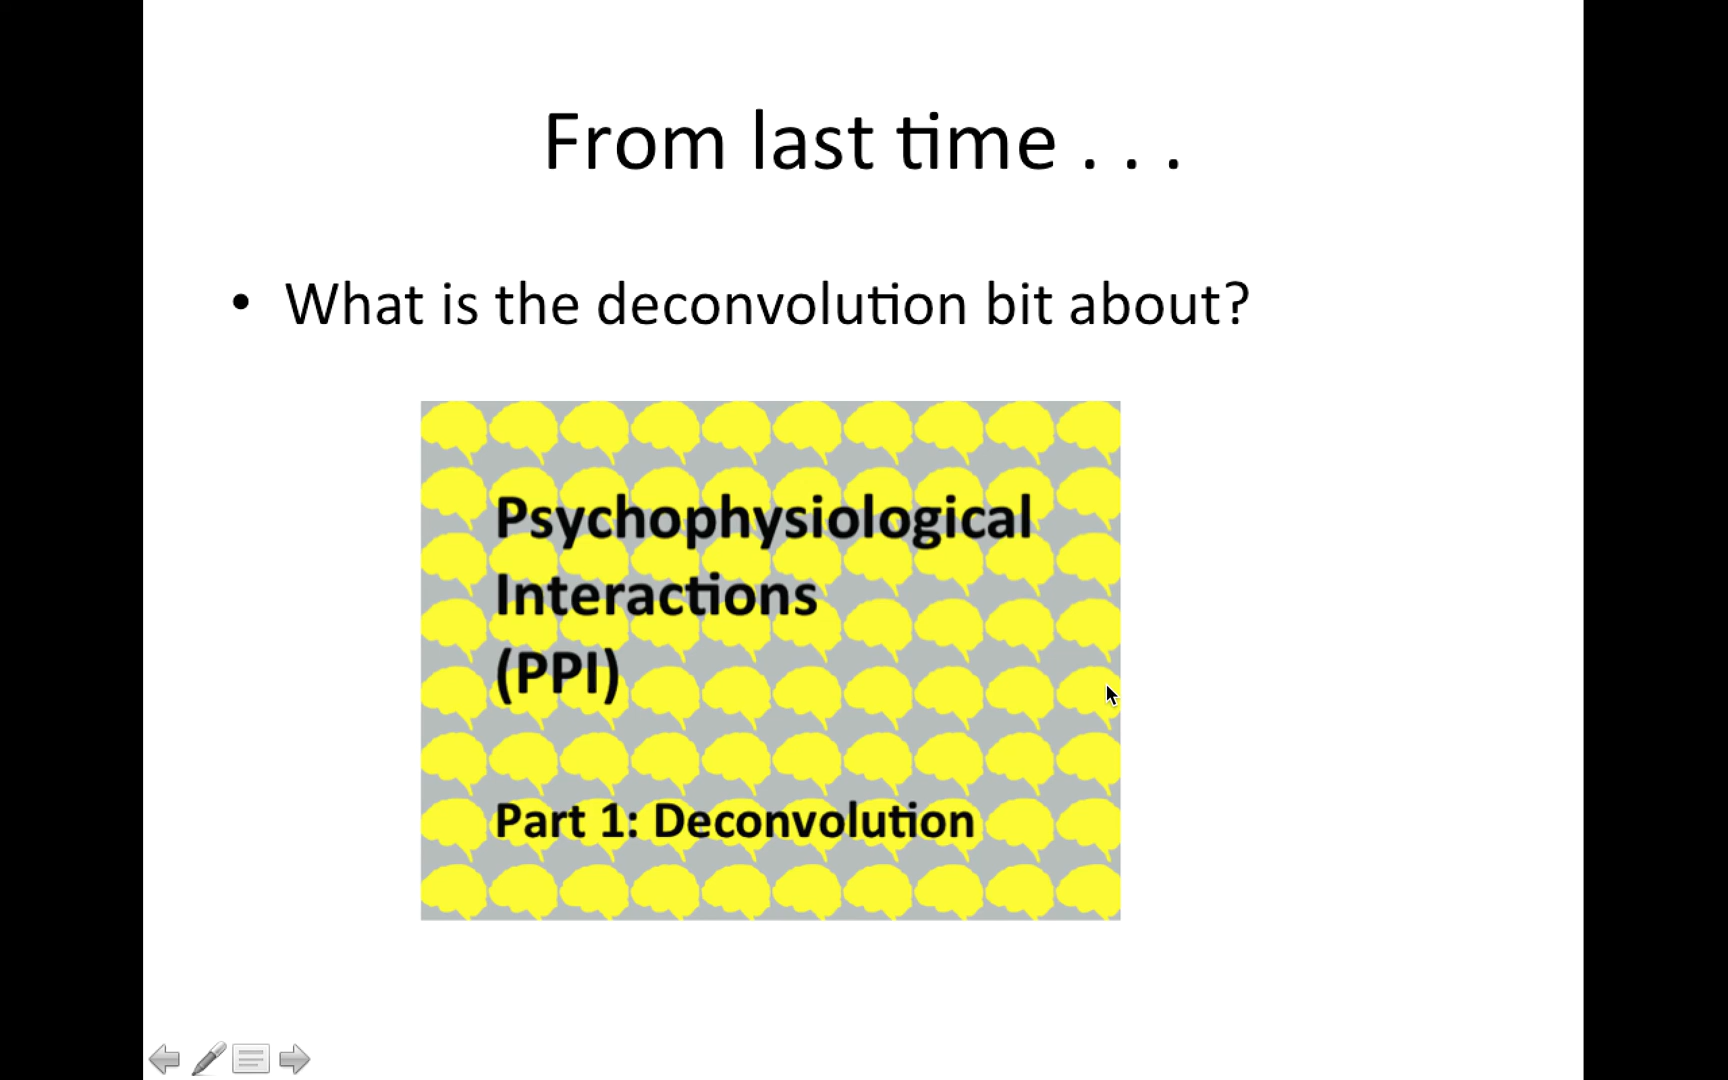 From last time . . .
• What is the deconvolution bit about?
Psychophysiological
Interactions
(PPI)
Part 1: Deconvolution